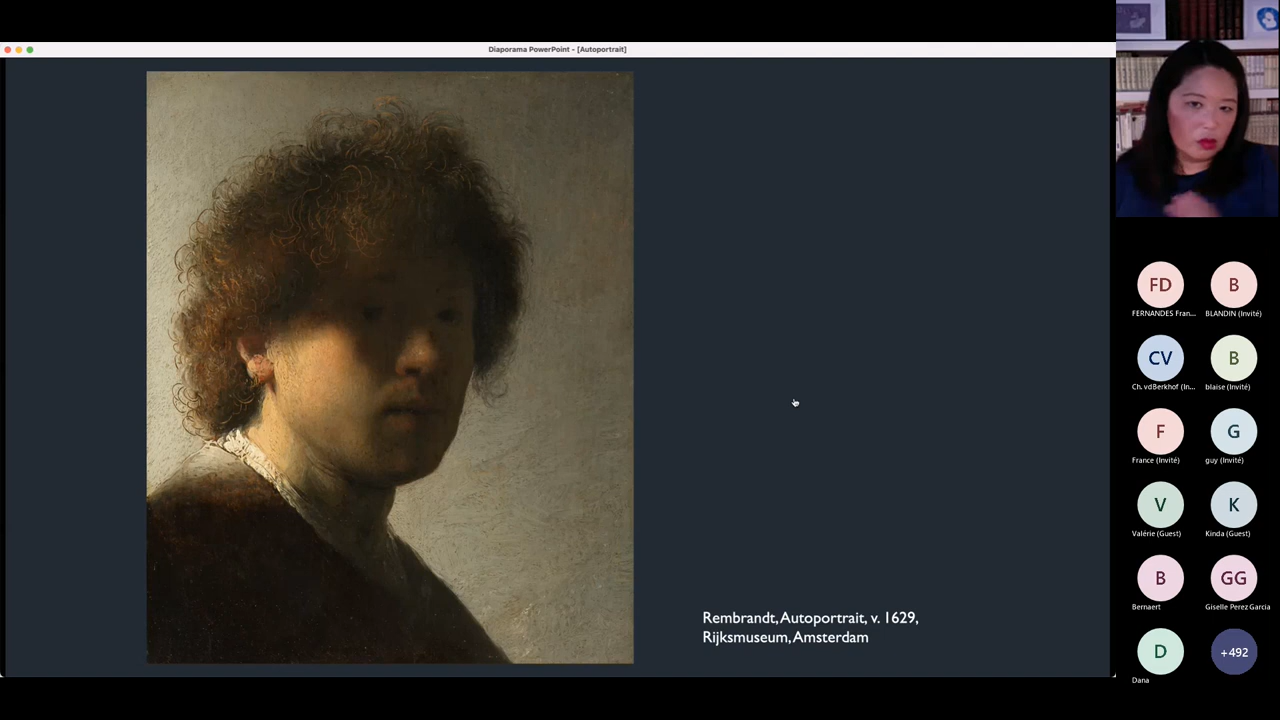 Diaporama PowerPoint - [Autoportrait]
Rembrandt, Autoportrait, v. 1629,
Rijksmuseum, Amsterdam
FD
B
FERNANDES Fran...
BLANDIN (Invité)
CV
B
Ch. vdBerkhof (In...
blaise (Invité)
F
G
France (Invité)
guy (Invité)
V
K
Valérie (Guest)
Kinda (Guest)
B
GG
Bernaert
Giselle Perez Garcia
D
+492
Dana